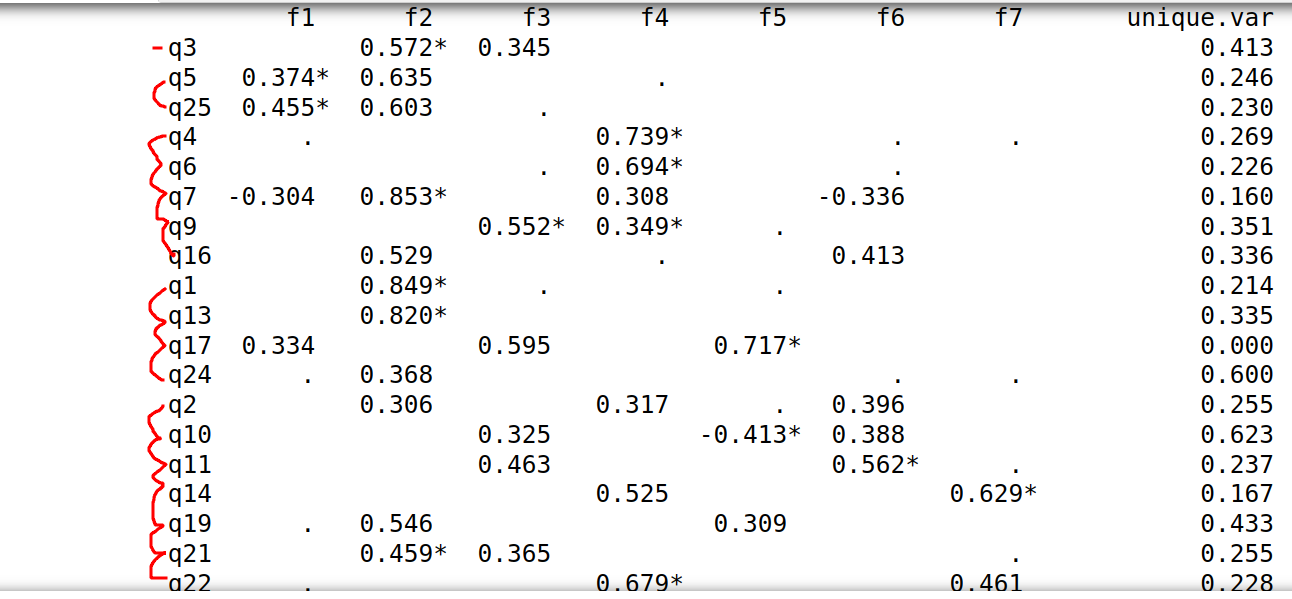 f1 f2 f3 f4 f5 f6 f7 unique.var
q3 0.572* 0.345 0.413
q5 0.374* 0.635 . 0.246
q25 0.455* 0.603 . 0.230
q4 . 0.739* . . 0.269
q6 . 0.694* . 0.226
q7 -0.304 0.853* 0.308 -0.336 0.160
q9 0.552* 0.349* . 0.351
q16 0.529 . 0.413 0.336
q1 0.849* . . 0.214
q13 0.820* 0.335
q17 0.334 0.595 0.717* 0.000
q24 . 0.368 . . 0.600
q2 0.306 0.317 . 0.396 0.255
q10 0.325 -0.413* 0.388 0.623
q11 0.463 0.562* . 0.237
q14 0.525 0.629* 0.167
q19 . 0.546 0.309 0.433
q21 0.459* 0.365 . 0.255
q22 . 0.679* 0.461 0.228